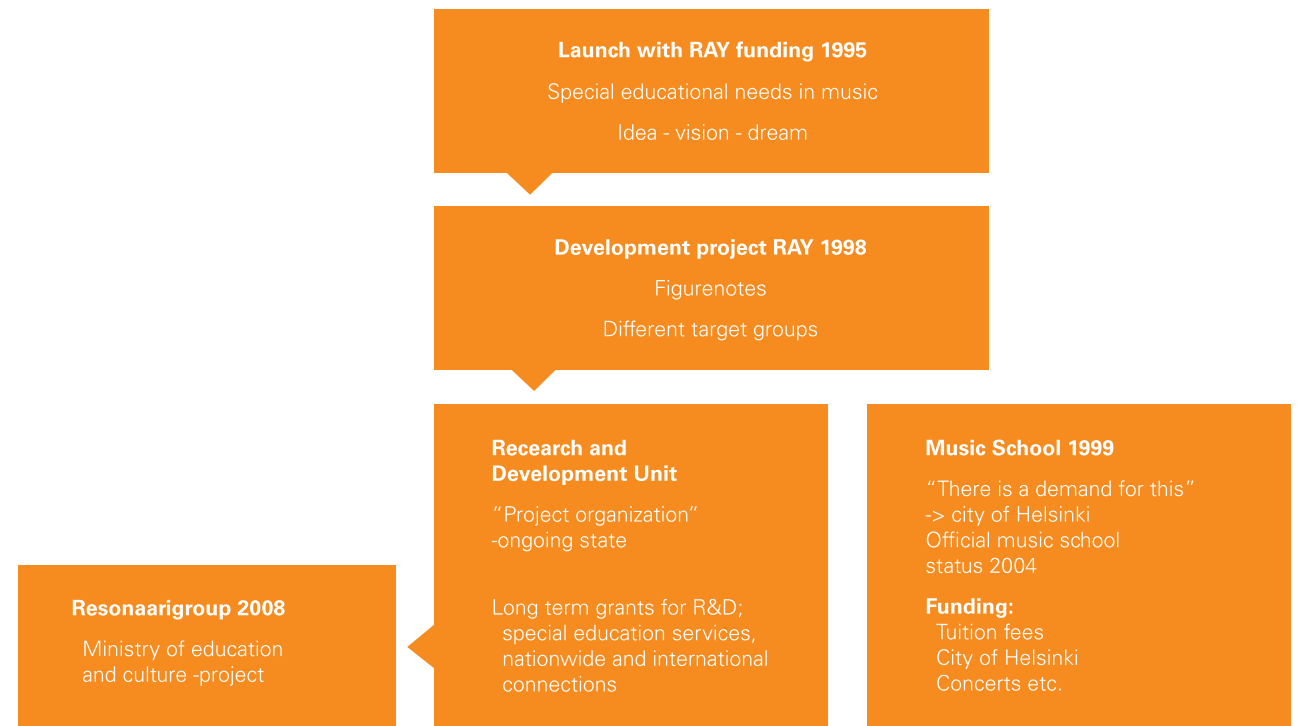 Launch with RAY funding 1995
Special educational needs in music
Idea - vision - dream
Development project RAY 1998
Figurenotes
Different target groups
Recearch and
Development Unit
“Project organization”
-ongoing state
Long term grants for R&D;
special education services,
nationwide and international
connections
Music School 1999
“There is a demand for this”
-> city of Helsinki
Official music school
status 2004
Funding:
Tuition fees
City of Helsinki
Concerts etc.
Resonaarigroup 2008
Ministry of education
and culture -project